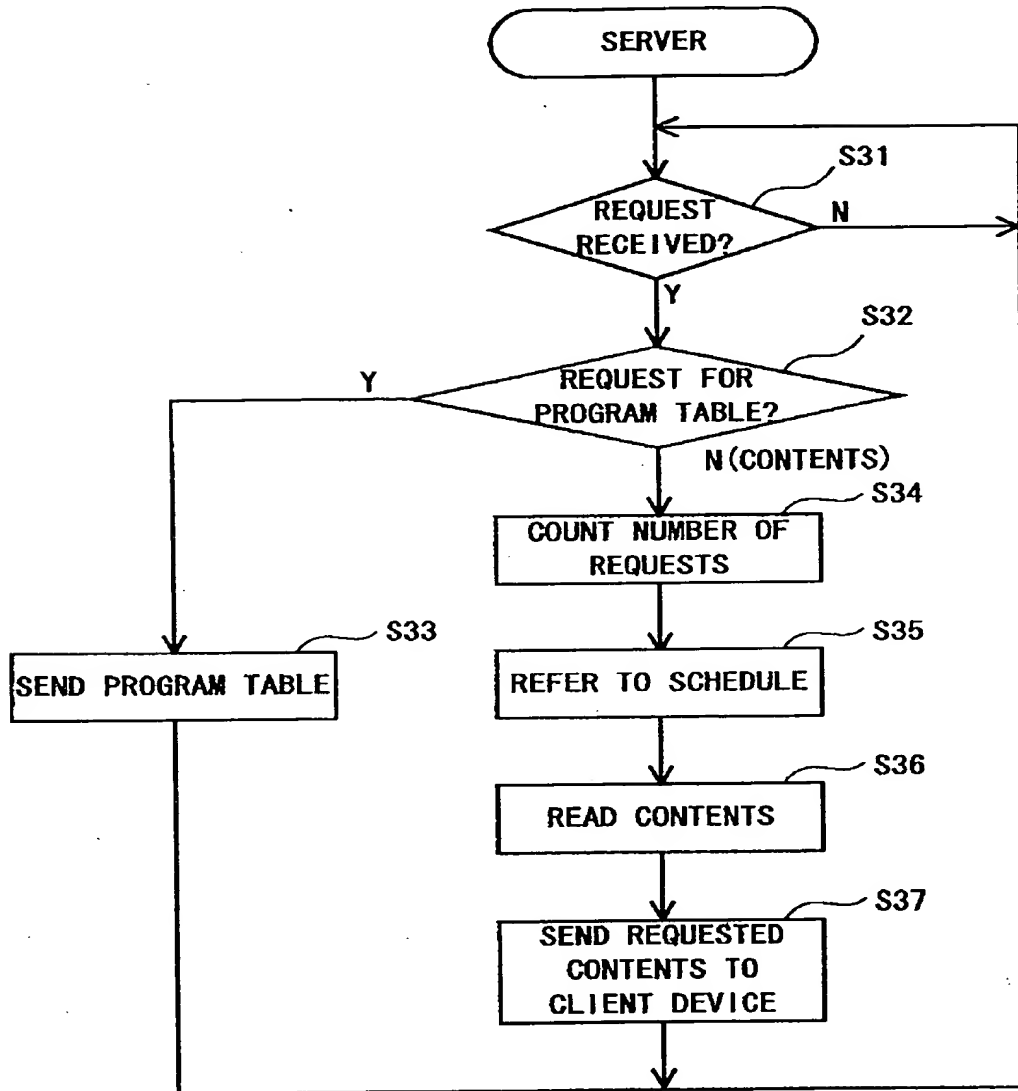 SERVER
S31
REQUEST
RECEIVED?
N
Y
S32
REQUEST FOR
PROGRAM TABLE?
Y
N(CONTENTS)
S34
COUNT NUMBER OF
REQUESTS
S33
SEND PROGRAM TABLE
S35
REFER TO SCHEDULE
S36
READ CONTENTS
S37
SEND REQUESTED
CONTENTS TO
CLIENT DEVICE